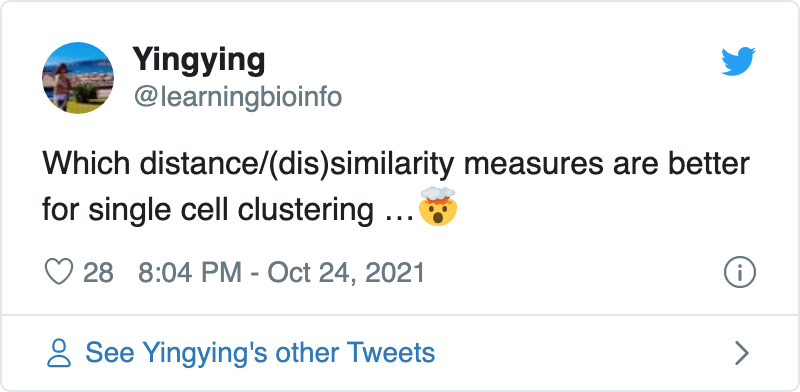 Yingying
@learningbioinfo
Which distance/(dis)similarity measures are better
for single cell clustering …🤯
28 8:04 PM - Oct 24, 2021
See Yingying's other Tweets